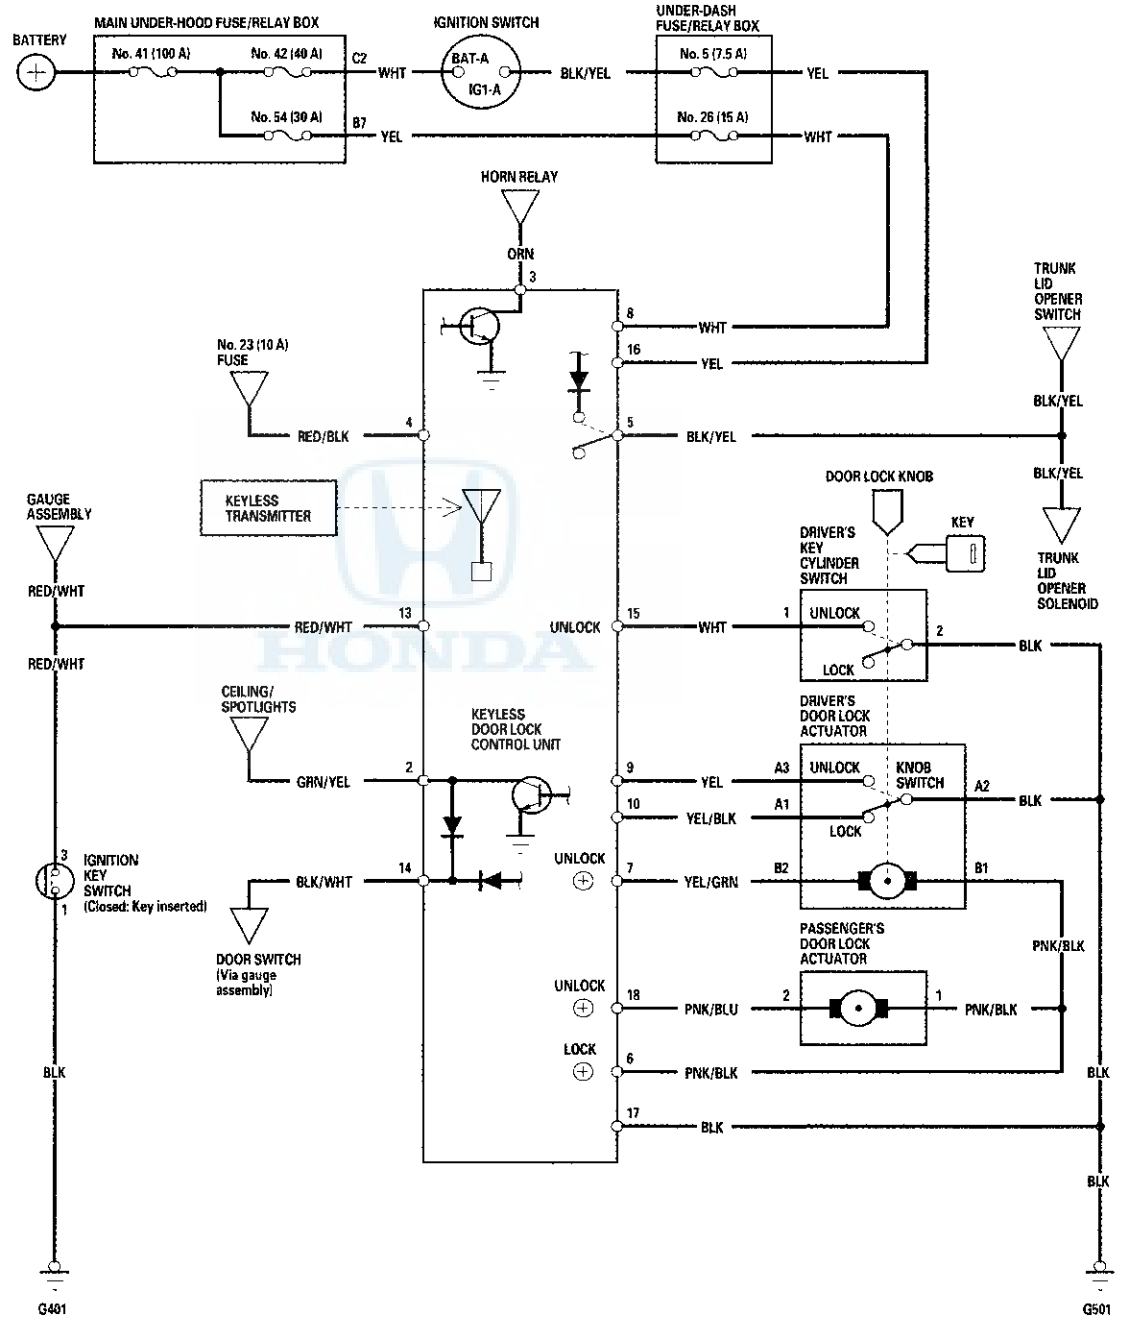 BATTERY
MAIN UNDER-HOOD FUSE/RELAY BOX
No. 41 (100 A)
No. 42 (40 A)
C2
WHT
No. 54 (30 A)
B7
YEL
IGNITION SWITCH
BAT-A
IG1-A
BLK/YEL
UNDER-DASH
FUSE/RELAY BOX
No. 5 (7.5 A)
YEL
No. 26 (15 A)
WHT
HORN RELAY
ORN
3
8
WHT
16
YEL
TRUNK
LID
OPENER
SWITCH
BLK/YEL
No. 23 (10 A)
FUSE
RED/BLK
4
5
BLK/YEL
BLK/YEL
TRUNK
LID
OPENER
SOLENOID
KEYLESS
TRANSMITTER
GAUGE
ASSEMBLY
RED/WHT
RED/WHT
13
RED/WHT
HONDA
DOOR LOCK KNOB
KEY
DRIVER'S
KEY
CYLINDER
SWITCH
UNLOCK
15
WHT
1
UNLOCK
LOCK
2
BLK
CEILING/
SPOTLIGHTS
GRN/YEL
2
KEYLESS
DOOR LOCK
CONTROL UNIT
DRIVER'S
DOOR LOCK
ACTUATOR
9
YEL
A3
UNLOCK
KNOB
SWITCH
A2
BLK
10
YEL/BLK
A1
LOCK
3
IGNITION
KEY
SWITCH
(Closed: Key inserted)
1
BLK/WHT
14
DOOR SWITCH
(Via gauge
assembly)
UNLOCK
7
YEL/GRN
B2
B1
PNK/BLK
PASSENGER'S
DOOR LOCK
ACTUATOR
UNLOCK
18
PNK/BLU
2
1
PNK/BLK
LOCK
6
PNK/BLK
BLK
BLK
17
BLK
BLK
G401
G501